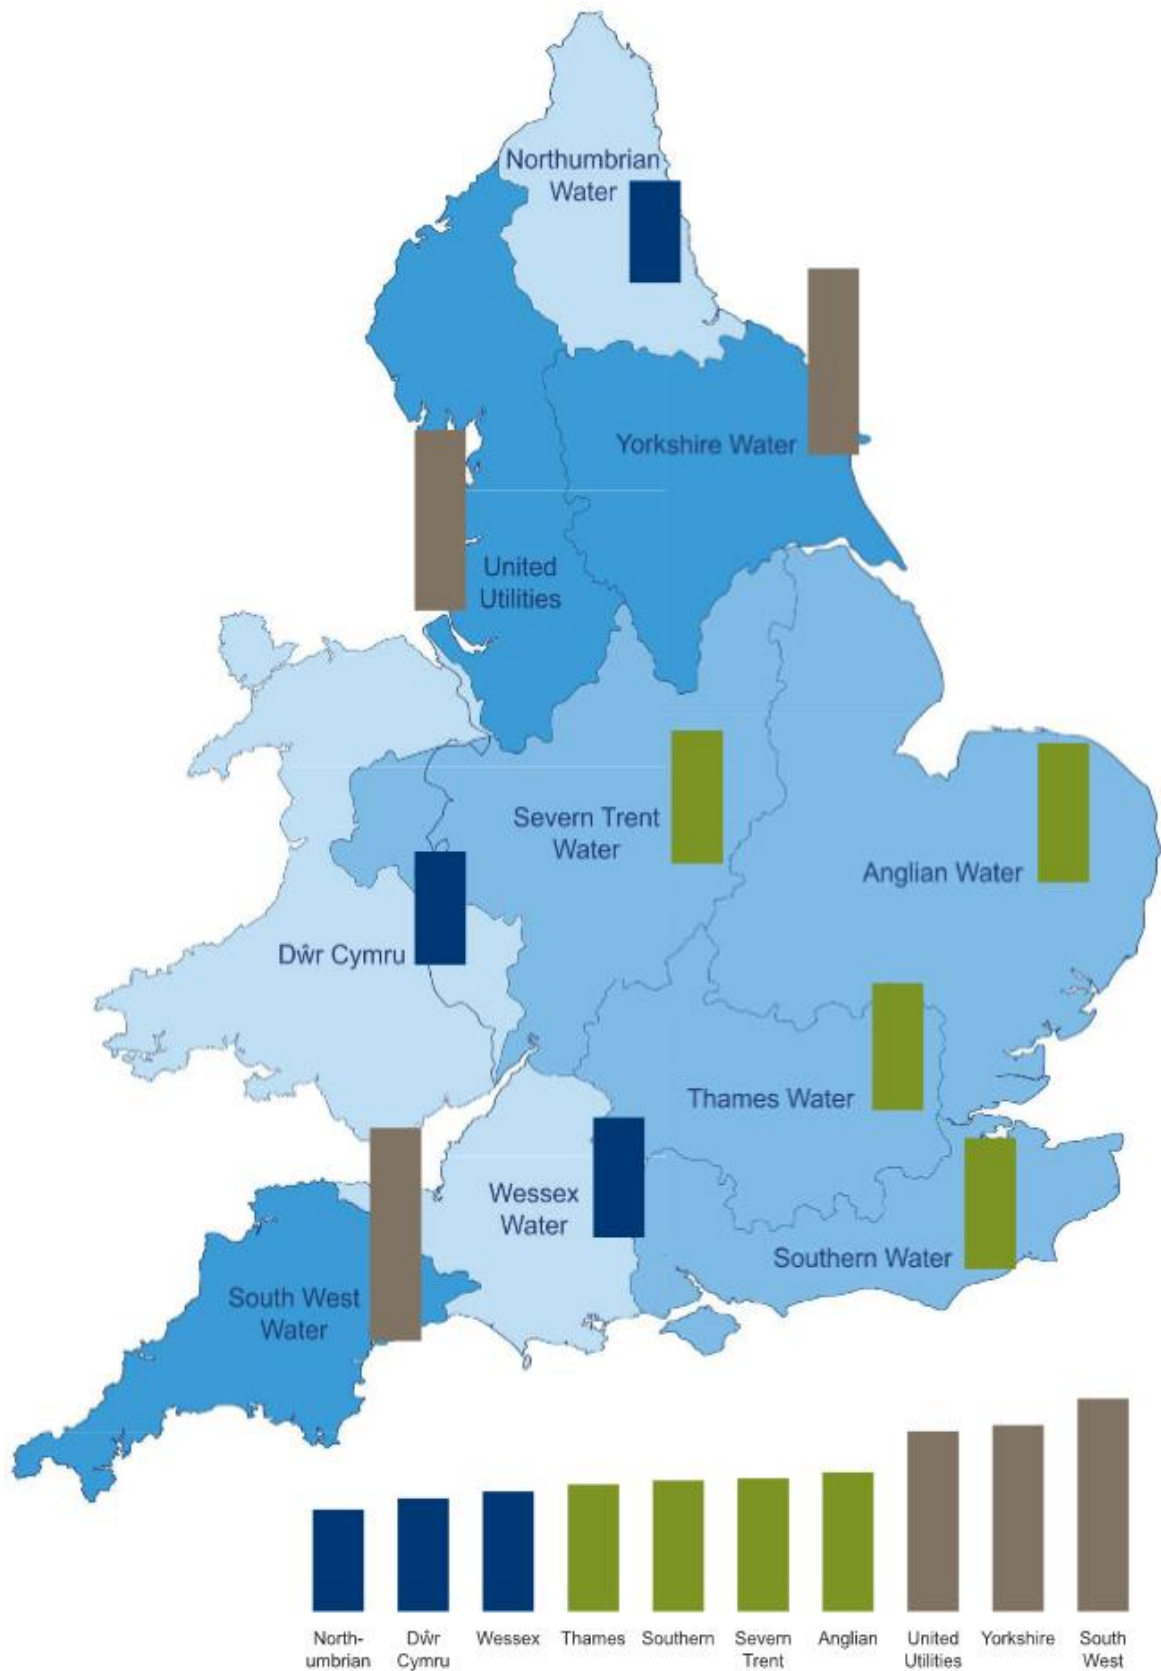 Northumbrian
Water
Yorkshire Water
United
Utilities
Severn Trent
Water
Anglian Water
Dŵr Cymru
Thames Water
Wessex
Water
Southern Water
South West
Water
North-
umbrian
Dŵr
Cymru
Wessex
Thames
Southern
Severn
Trent
Anglian
United
Utilities
Yorkshire
South
West